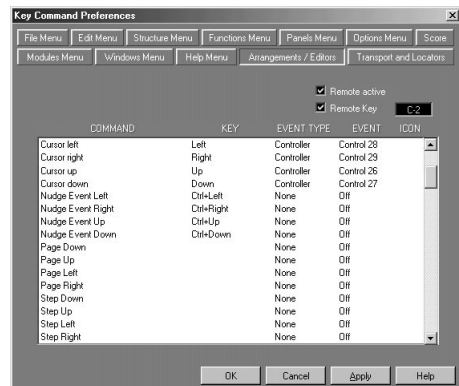 Key Command Preferences
File Menu Edit Menu Structure Menu Functions Menu Panels Menu Options Menu Score
Modules Menu Windows Menu Help Menu Arrangements / Editors Transport and Locators
Remote active
Remote Key C-2
COMMAND KEY EVENT TYPE EVENT ICON
Cursor left Left Controller Control 28
Cursor right Right Controller Control 29
Cursor up Up Controller Control 26
Cursor down Down Controller Control 27
Nudge Event Left Ctrl+Left None Off
Nudge Event Right Ctrl+Right None Off
Nudge Event Up Ctrl+Up None Off
Nudge Event Down Ctrl+Down None Off
Page Down None Off
Page Up None Off
Page Left None Off
Page Right None Off
Step Down None Off
Step Up None Off
Step Left None Off
Step Right None Off
OK Cancel Apply Help